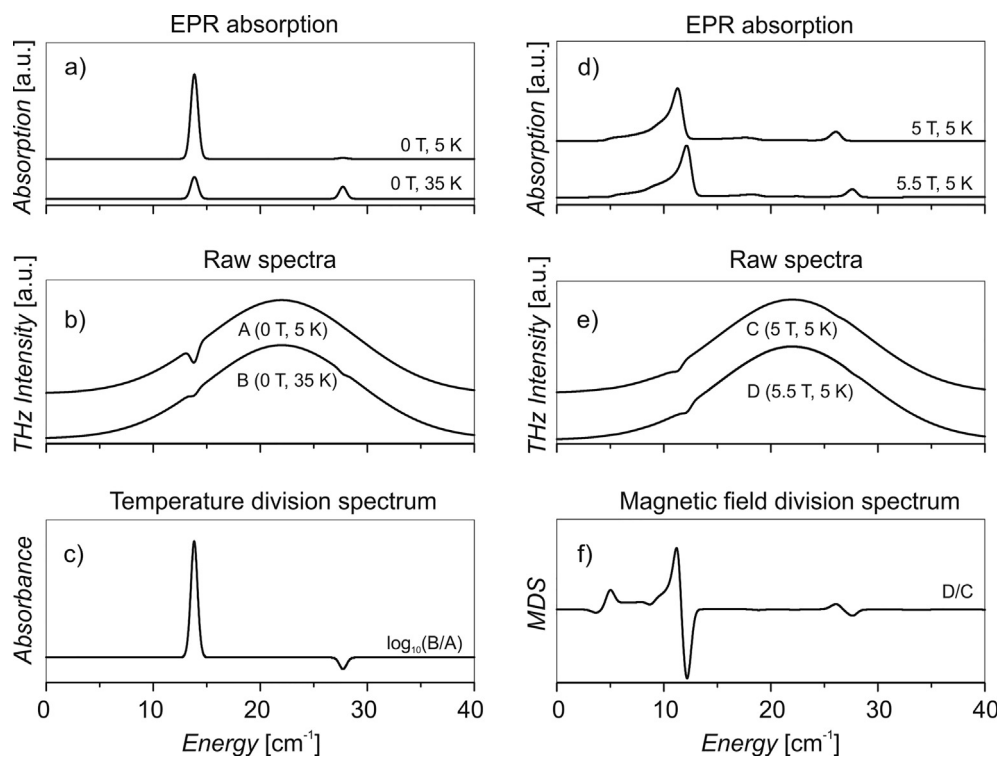 EPR absorption
a)
Absorption [a.u.]
0 T, 5 K
0 T, 35 K
Raw spectra
b)
THz Intensity [a.u.]
A (0 T, 5 K)
B (0 T, 35 K)
Temperature division spectrum
c)
Absorbance
log₁₀(B/A)
0 10 20 30 40
Energy [cm⁻¹]
EPR absorption
d)
Absorption [a.u.]
5 T, 5 K
5.5 T, 5 K
Raw spectra
e)
THz Intensity [a.u.]
C (5 T, 5 K)
D (5.5 T, 5 K)
Magnetic field division spectrum
f)
MDS
D/C
0 10 20 30 40
Energy [cm⁻¹]